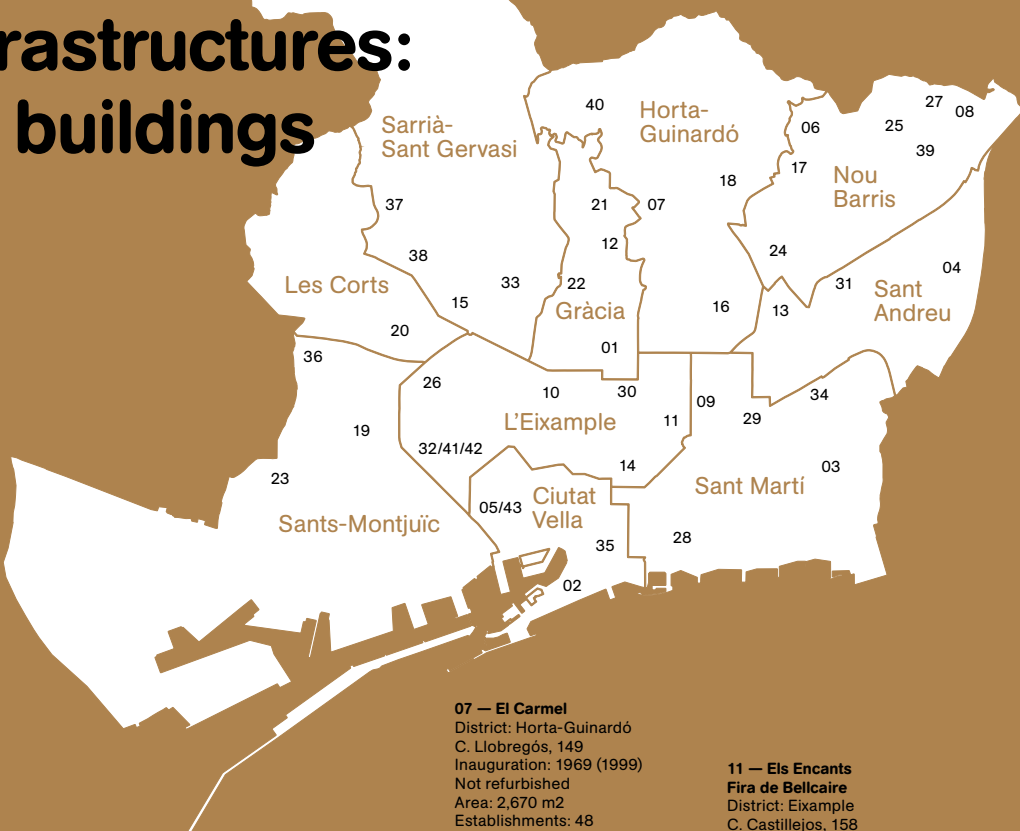 rastructures:
buildings
40
Horta-
Guinardó
27
08
Sarrià-
Sant Gervasi
06
25
39
17
Nou
Barris
18
37
21
07
12
24
38
04
Les Corts
33
22
31
Sant
Andreu
15
Gràcia
16
13
20
01
36
26
10
30
09
34
L'Eixample
11
29
19
32/41/42
14
03
23
Sant Martí
05/43
Ciutat
Vella
Sants-Montjuïc
35
28
02
07 — El Carmel
District: Horta-Guinardó
C. Llobregós, 149
Inauguration: 1969 (1999)
Not refurbished
Area: 2,670 m2
Establishments: 48
11 — Els Encants
Fira de Bellcaire
District: Eixample
C. Castillejos, 158